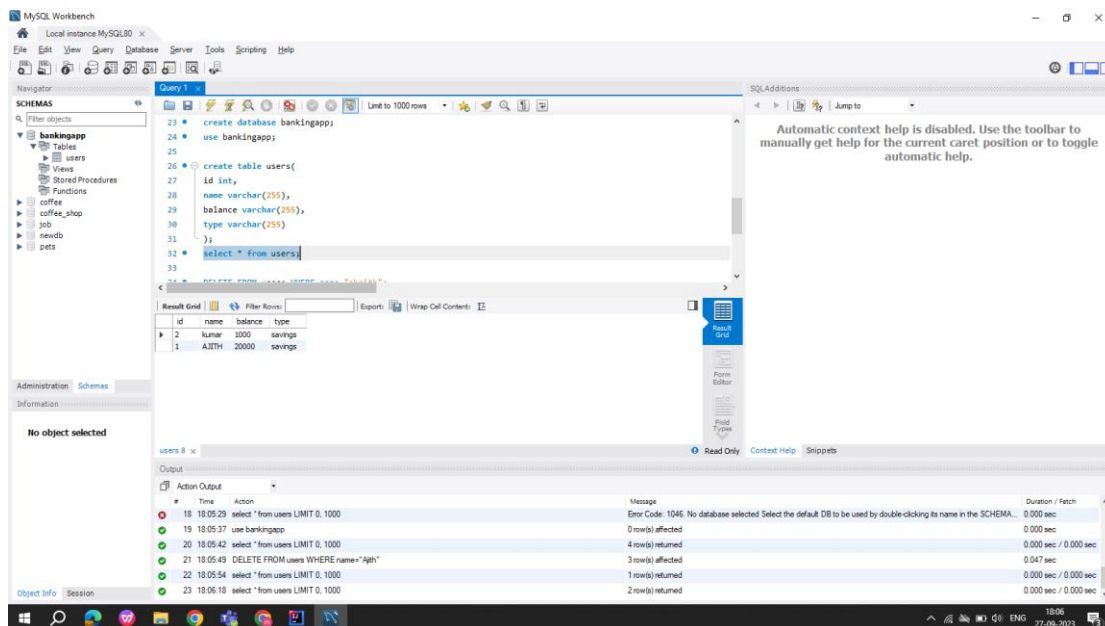 MySQL Workbench
Local instance MySQL80 ×
File Edit View Query Database Server Tools Scripting Help
Navigator
Query 1 ×
SQLAdditions
SCHEMAS
Limit to 1000 rows
Jump to
Filter objects
bankingapp
Tables
users
Views
Stored Procedures
Functions
coffee
coffee_shop
job
newdb
pets
23 create database bankingapp;
24 use bankingapp;
25
26 create table users(
27 id int,
28 name varchar(255),
29 balance varchar(255),
30 type varchar(255)
31 );
32 select * from users;
33
Automatic context help is disabled. Use the toolbar to
manually get help for the current caret position or to toggle
automatic help.
Result Grid Filter Rows: Export: Wrap Cell Content:
id name balance type
2 kumar 1000 savings
1 AJITH 20000 savings
Result
Grid
Form
Editor
Field
Types
Administration Schemas
Information
No object selected
users 8 ×
Read Only
Context Help Snippets
Output
Action Output
# Time Action Message Duration / Fetch
18 18:05:29 select * from users LIMIT 0, 1000 Error Code: 1046. No database selected Select the default DB to be used by double-clicking its name in the SCHEMA... 0.000 sec
19 18:05:37 use bankingapp 0 row(s) affected 0.000 sec
20 18:05:42 select * from users LIMIT 0, 1000 4 row(s) returned 0.000 sec / 0.000 sec
21 18:05:49 DELETE FROM users WHERE name="Ajith" 3 row(s) affected 0.047 sec
22 18:05:54 select * from users LIMIT 0, 1000 1 row(s) returned 0.000 sec / 0.000 sec
23 18:06:18 select * from users LIMIT 0, 1000 2 row(s) returned 0.000 sec / 0.000 sec
Object Info Session
ENG
18:06
27-09-2023